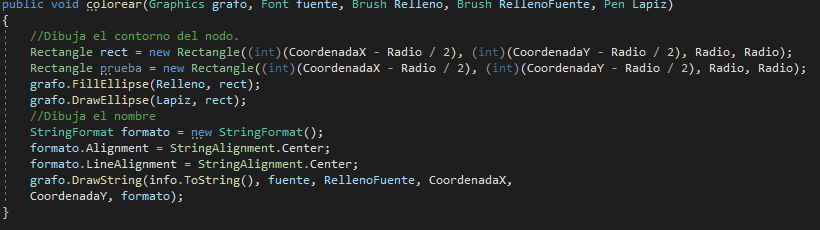 public void colorear(Graphics grafo, Font fuente, Brush Relleno, Brush RellenoFuente, Pen Lapiz)
{
//Dibuja el contorno del nodo.
Rectangle rect = new Rectangle((int)(CoordenadaX - Radio / 2), (int)(CoordenadaY - Radio / 2), Radio, Radio);
Rectangle prueba = new Rectangle((int)(CoordenadaX - Radio / 2), (int)(CoordenadaY - Radio / 2), Radio, Radio);
grafo.FillEllipse(Relleno, rect);
grafo.DrawEllipse(Lapiz, rect);
//Dibuja el nombre
StringFormat formato = new StringFormat();
formato.Alignment = StringAlignment.Center;
formato.LineAlignment = StringAlignment.Center;
grafo.DrawString(info.ToString(), fuente, RellenoFuente, CoordenadaX,
CoordenadaY, formato);
}